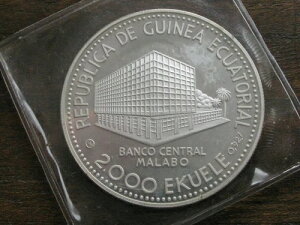 REPUBLICA DE GUINEA ECUATORIAL
BANCO CENTRAL
MALABO
2000 EKUELE